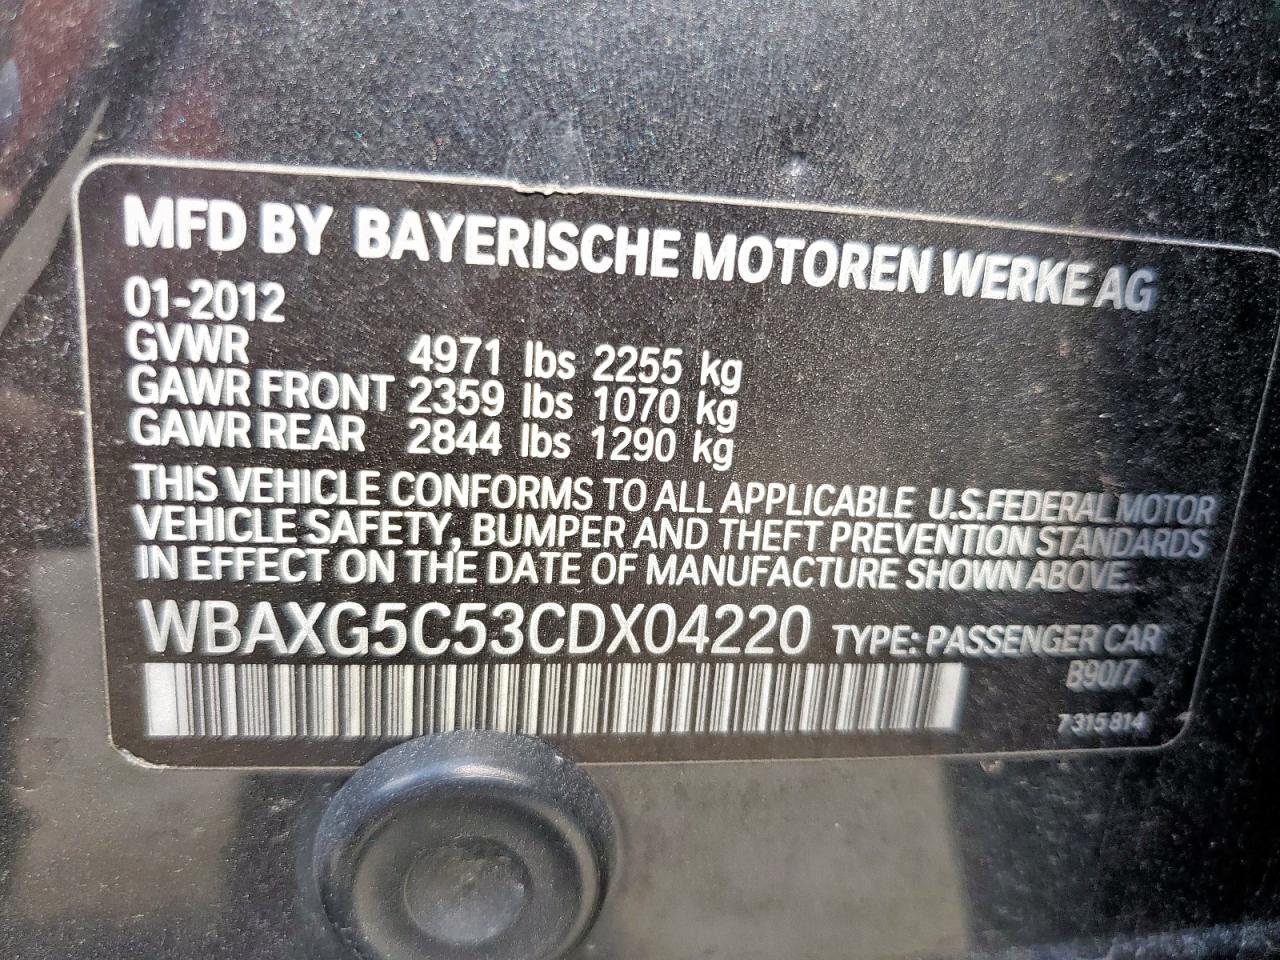 MFD BY BAYERISCHE MOTOREN WERKE AG
01-2012
GVWR 4971 lbs 2255 kg
GAWR FRONT 2359 lbs 1070 kg
GAWR REAR 2844 lbs 1290 kg
THIS VEHICLE CONFORMS TO ALL APPLICABLE U.S.FEDERAL MOTOR
VEHICLE SAFETY, BUMPER AND THEFT PREVENTION STANDARDS
IN EFFECT ON THE DATE OF MANUFACTURE SHOWN ABOVE.
WBAXG5C53CDX04220 TYPE: PASSENGER CAR
B90/7
7 315 814